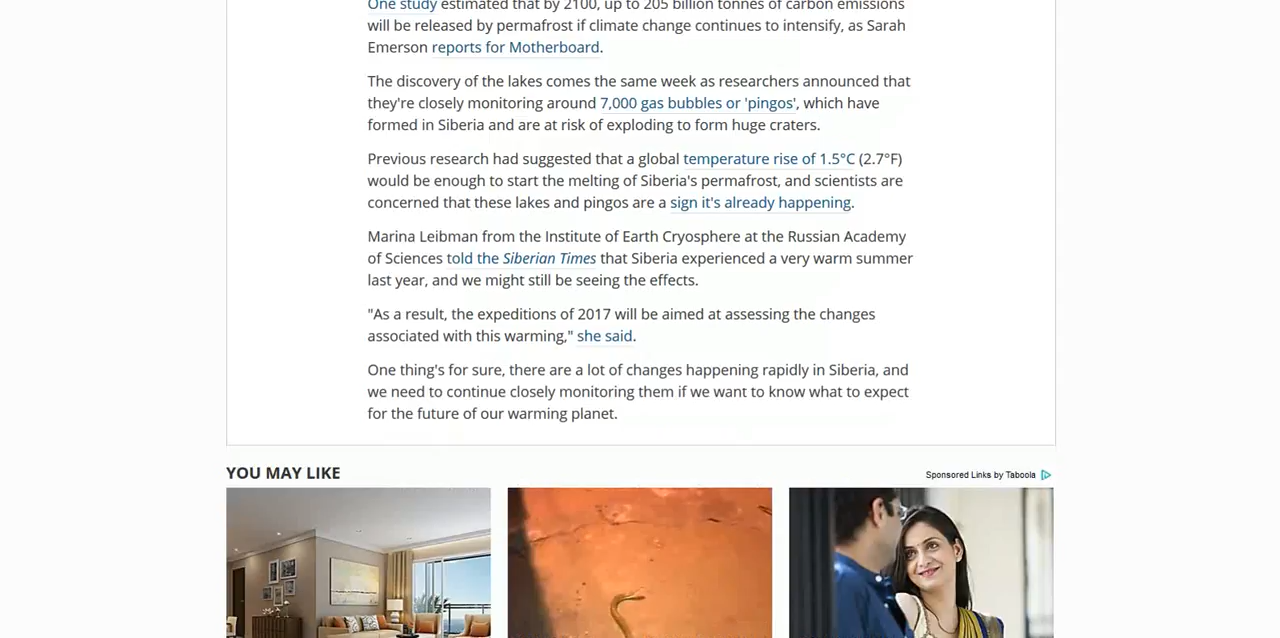 One study estimated that by 2100, up to 205 billion tonnes of carbon emissions
will be released by permafrost if climate change continues to intensify, as Sarah
Emerson reports for Motherboard.
The discovery of the lakes comes the same week as researchers announced that
they're closely monitoring around 7,000 gas bubbles or 'pingos', which have
formed in Siberia and are at risk of exploding to form huge craters.
Previous research had suggested that a global temperature rise of 1.5°C (2.7°F)
would be enough to start the melting of Siberia's permafrost, and scientists are
concerned that these lakes and pingos are a sign it's already happening.
Marina Leibman from the Institute of Earth Cryosphere at the Russian Academy
of Sciences told the Siberian Times that Siberia experienced a very warm summer
last year, and we might still be seeing the effects.
"As a result, the expeditions of 2017 will be aimed at assessing the changes
associated with this warming," she said.
One thing's for sure, there are a lot of changes happening rapidly in Siberia, and
we need to continue closely monitoring them if we want to know what to expect
for the future of our warming planet.
YOU MAY LIKE
Sponsored Links by Taboola